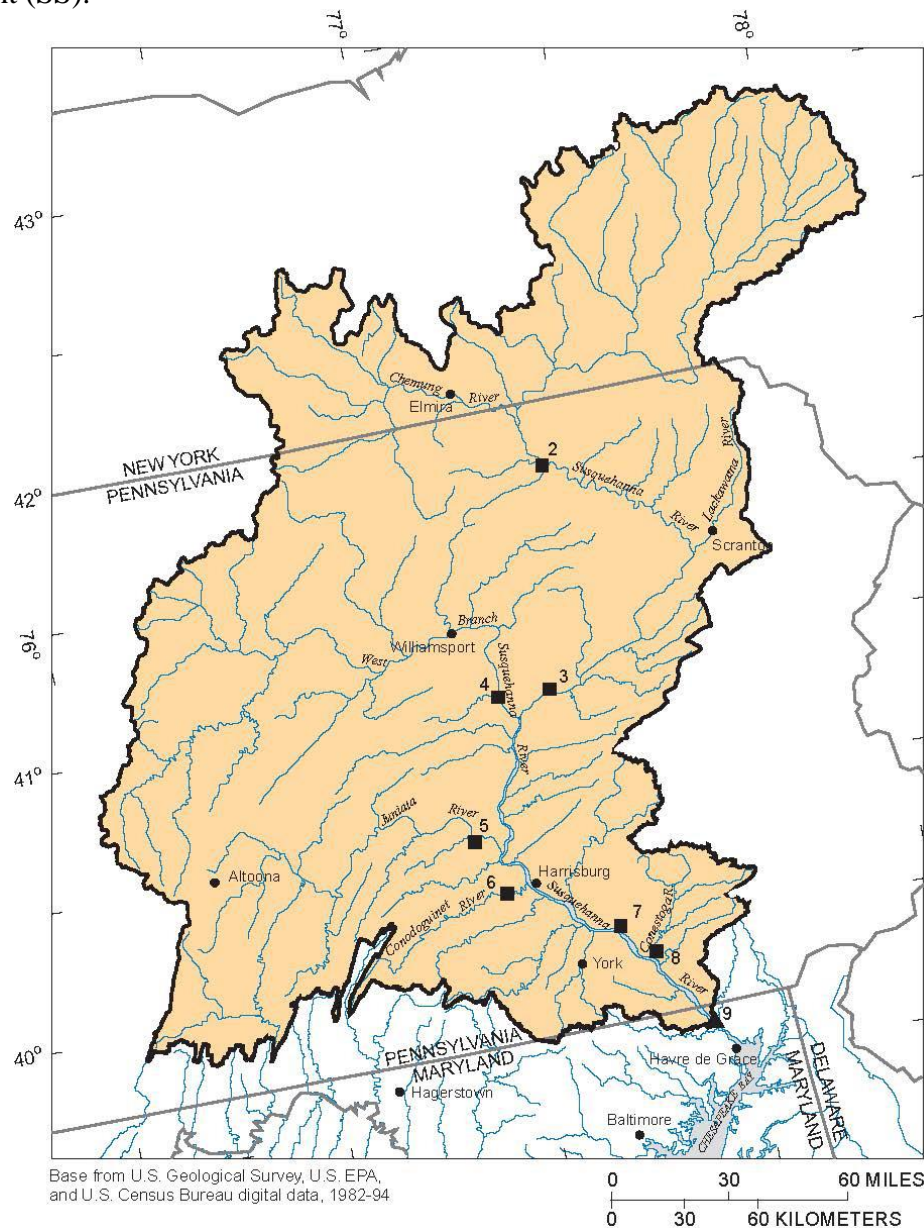 nt (SS).
77°
78°
43°
Chemung
River
Elmira
NEW YORK
PENNSYLVANIA
2
42°
Susquehanna
River
Lackawanna
River
Scranton
76°
Branch
Williamsport
West
Susquehanna
4
3
River
41°
Juniata
River
5
Altoona
Harrisburg
6
Conodoguinet
River
Susquehanna
7
Conestoga R.
8
York
River
9
PENNSYLVANIA
MARYLAND
40°
Havre de Grace
Hagerstown
DELAWARE
MARYLAND
Baltimore
CHESAPEAKE BAY
Base from U.S. Geological Survey, U.S. EPA,
and U.S. Census Bureau digital data, 1982-94
0 30 60 MILES
0 30 60 KILOMETERS